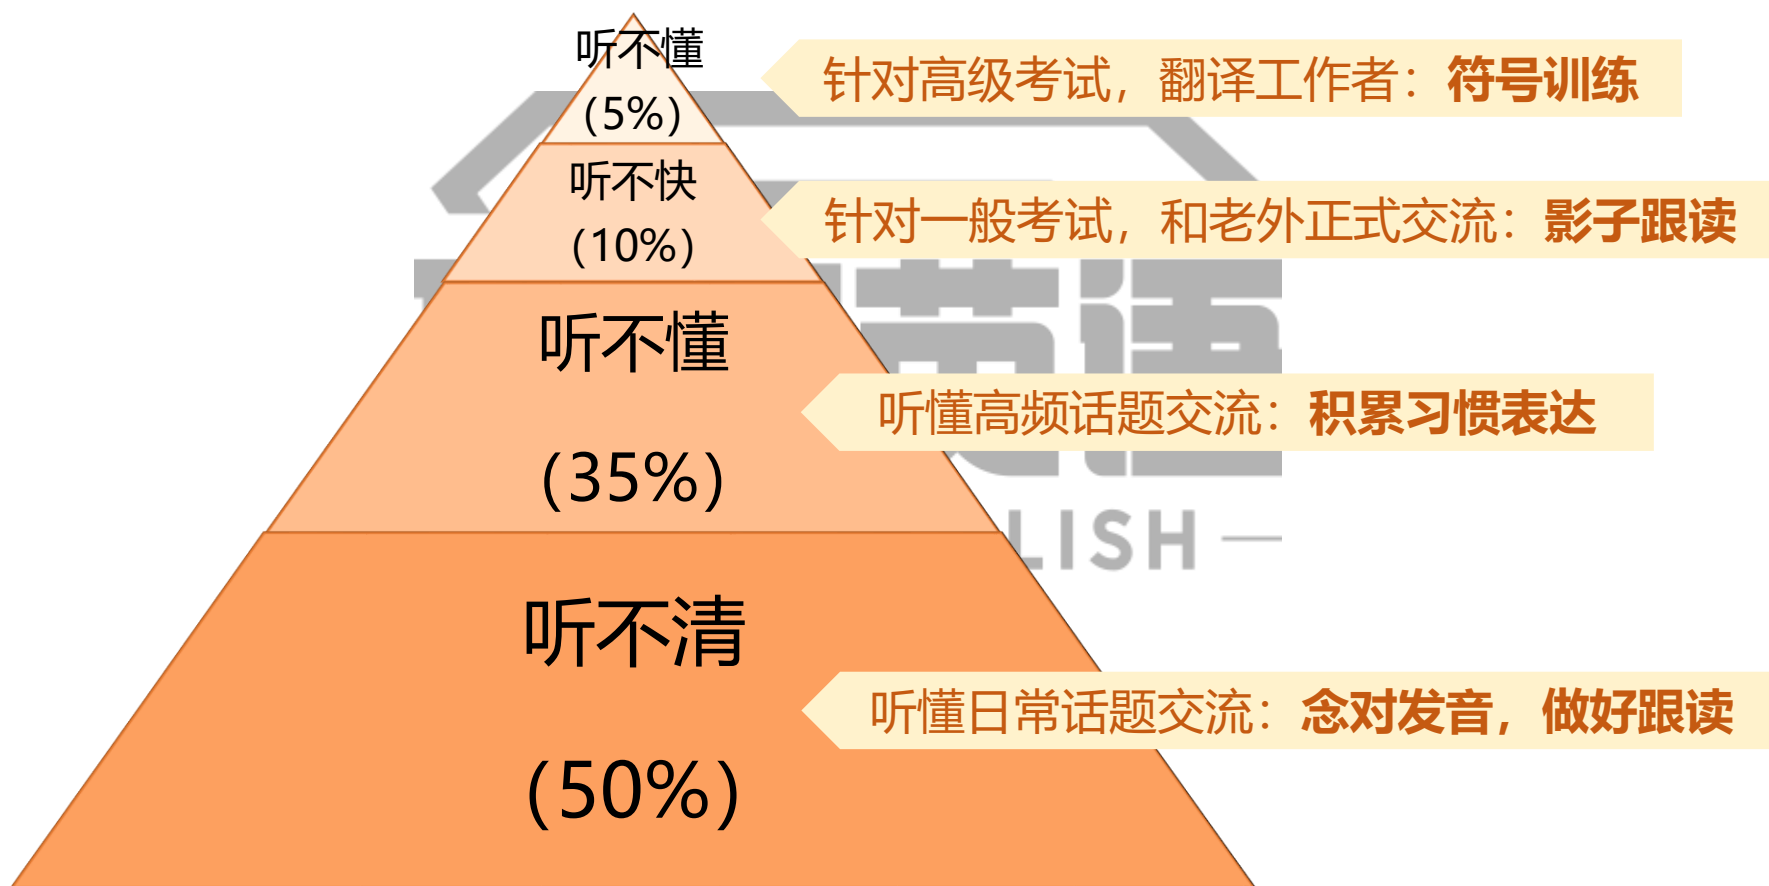 听不懂
(5%)
针对高级考试，翻译工作者：符号训练
听不快
(10%)
针对一般考试，和老外正式交流：影子跟读
英语
听不懂
(35%)
听懂高频话题交流：积累习惯表达
LISH
听不清
(50%)
听懂日常话题交流：念对发音，做好跟读